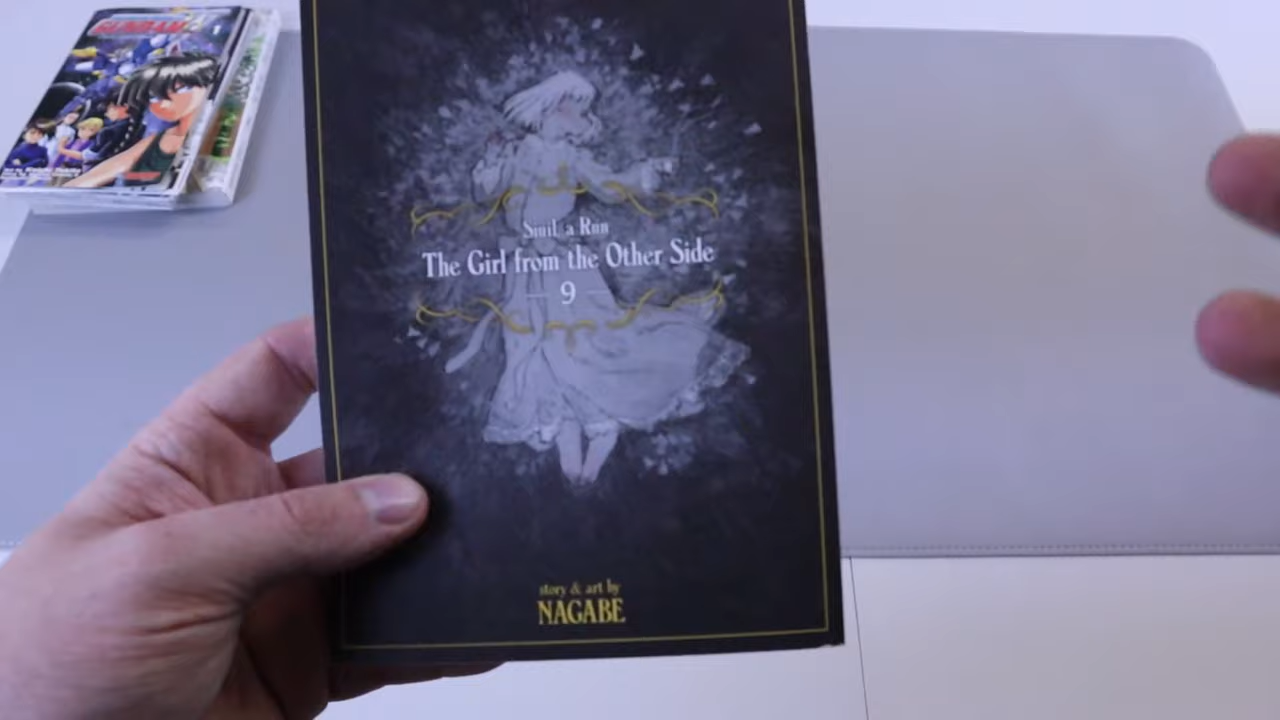 GUNDAM
Siúil, a Rún
The Girl from the Other Side
9
story & art by
NAGABE